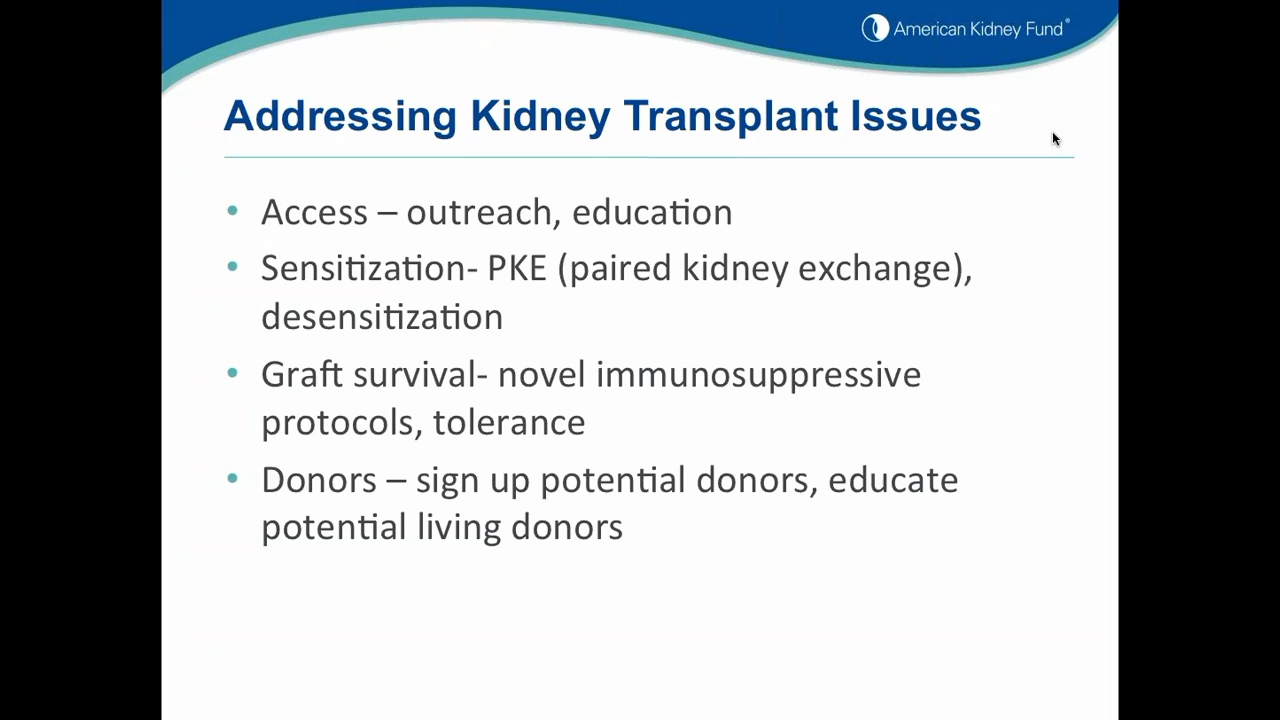 American Kidney Fund®
Addressing Kidney Transplant Issues
• Access – outreach, education
• Sensitization- PKE (paired kidney exchange),
desensitization
• Graft survival- novel immunosuppressive
protocols, tolerance
• Donors – sign up potential donors, educate
potential living donors